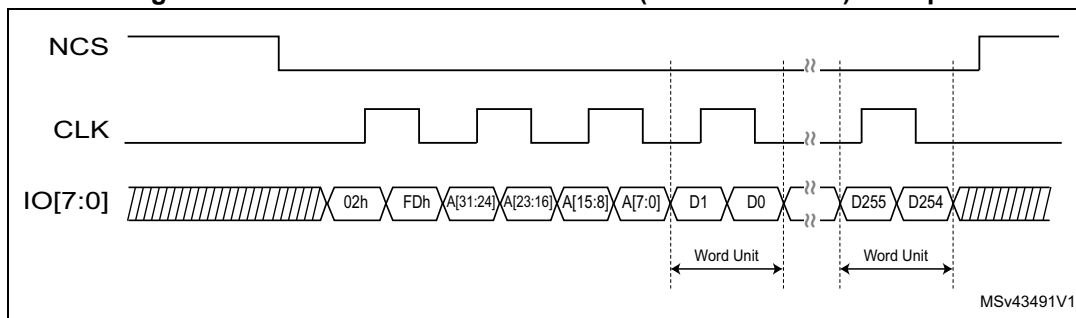 NCS
CLK
IO[7:0] 02h FDh A[31:24] A[23:16] A[15:8] A[7:0] D1 D0 D255 D254
Word Unit Word Unit
MSv43491V1